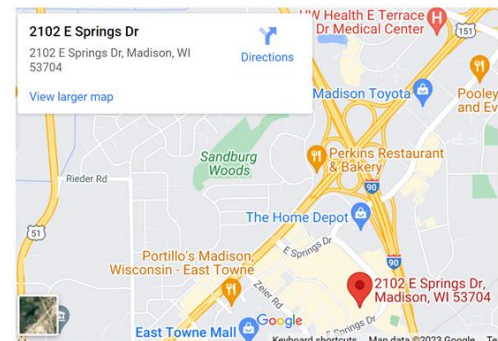 2102 E Springs Dr
2102 E Springs Dr, Madison, WI
53704
Directions
View larger map
UW Health E Terrace
Dr Medical Center
151
Madison Toyota
Pooley
and Ev
Sandburg
Woods
Perkins Restaurant
& Bakery
Rieder Rd
90
The Home Depot
51
E Springs Dr
90
Portillo's Madison,
Wisconsin - East Towne
Zeier Rd
2102 E Springs Dr,
Madison, WI 53704
Google
East Towne Mall
E Springs Dr
Keyboard shortcuts
Map data ©2023 Google
Te